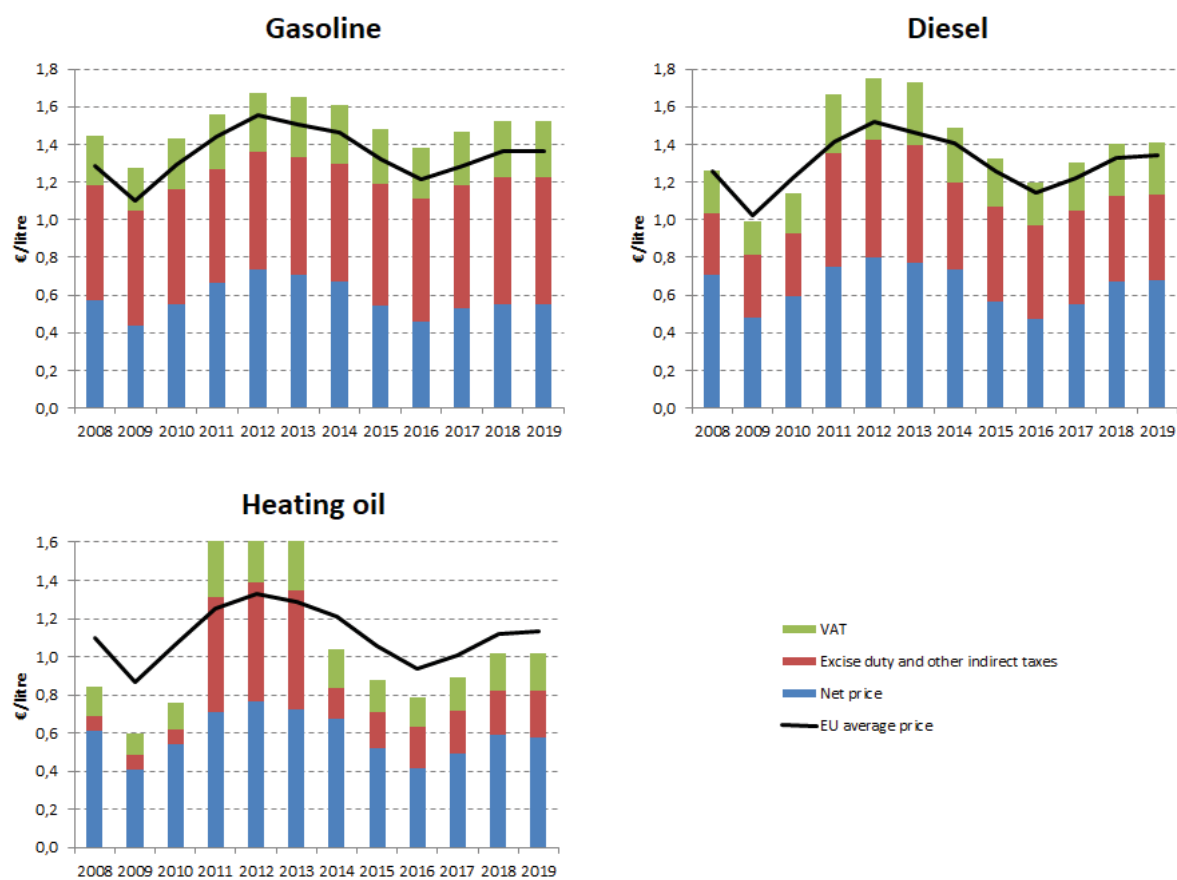 Gasoline
1,8
1,6
1,4
1,2
1,0
0,8
0,6
0,4
0,2
0,0
€/litre
2008 2009 2010 2011 2012 2013 2014 2015 2016 2017 2018 2019
Diesel
1,8
1,6
1,4
1,2
1,0
0,8
0,6
0,4
0,2
0,0
€/litre
2008 2009 2010 2011 2012 2013 2014 2015 2016 2017 2018 2019
Heating oil
1,6
1,4
1,2
1,0
0,8
0,6
0,4
0,2
0,0
€/litre
2008 2009 2010 2011 2012 2013 2014 2015 2016 2017 2018 2019
VAT
Excise duty and other indirect taxes
Net price
EU average price